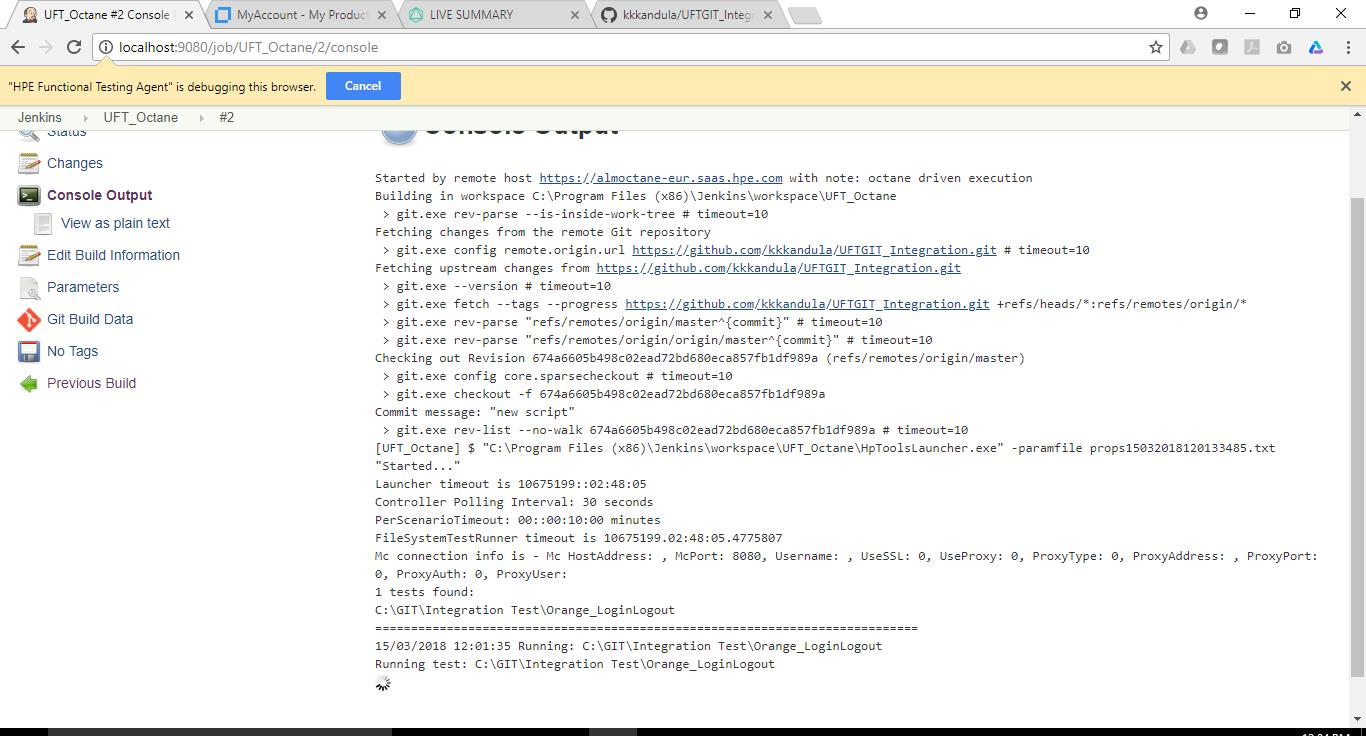 UFT_Octane #2 Console
MyAccount - My Produc
LIVE SUMMARY
kkkandula/UFTGIT_Integr
localhost:9080/job/UFT_Octane/2/console
"HPE Functional Testing Agent" is debugging this browser.
Cancel
Jenkins
UFT_Octane
#2
Status
Changes
Console Output
View as plain text
Edit Build Information
Parameters
Git Build Data
No Tags
Previous Build
Console Output
Started by remote host https://almoctane-eur.saas.hpe.com with note: octane driven execution
Building in workspace C:\Program Files (x86)\Jenkins\workspace\UFT_Octane
> git.exe rev-parse --is-inside-work-tree # timeout=10
Fetching changes from the remote Git repository
> git.exe config remote.origin.url https://github.com/kkkandula/UFTGIT_Integration.git # timeout=10
Fetching upstream changes from https://github.com/kkkandula/UFTGIT_Integration.git
> git.exe --version # timeout=10
> git.exe fetch --tags --progress https://github.com/kkkandula/UFTGIT_Integration.git +refs/heads/*:refs/remotes/origin/*
> git.exe rev-parse "refs/remotes/origin/master^{commit}" # timeout=10
> git.exe rev-parse "refs/remotes/origin/origin/master^{commit}" # timeout=10
Checking out Revision 674a6605b498c02ead72bd680eca857fb1df989a (refs/remotes/origin/master)
> git.exe config core.sparsecheckout # timeout=10
> git.exe checkout -f 674a6605b498c02ead72bd680eca857fb1df989a
Commit message: "new script"
> git.exe rev-list --no-walk 674a6605b498c02ead72bd680eca857fb1df989a # timeout=10
[UFT_Octane] $ "C:\Program Files (x86)\Jenkins\workspace\UFT_Octane\HpToolsLauncher.exe" -paramfile props15032018120133485.txt
"Started..."
Launcher timeout is 10675199::02:48:05
Controller Polling Interval: 30 seconds
PerScenarioTimeout: 00::00:10:00 minutes
FileSystemTestRunner timeout is 10675199.02:48:05.4775807
Mc connection info is - Mc HostAddress: , McPort: 8080, Username: , UseSSL: 0, UseProxy: 0, ProxyType: 0, ProxyAddress: , ProxyPort:
0, ProxyAuth: 0, ProxyUser:
1 tests found:
C:\GIT\Integration Test\Orange_LoginLogout
============================================================================
15/03/2018 12:01:35 Running: C:\GIT\Integration Test\Orange_LoginLogout
Running test: C:\GIT\Integration Test\Orange_LoginLogout